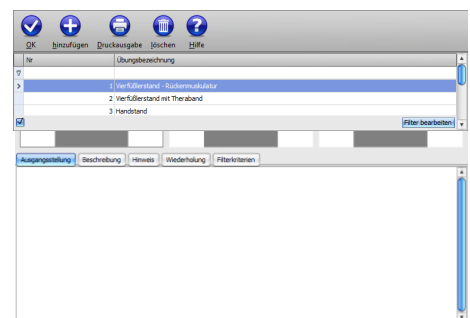 OK hinzufügen Druckausgabe löschen Hilfe
Nr Übungsbezeichnung
1 Vierfüßlerstand - Rückenmuskulatur
2 Vierfüßlerstand mit Theraband
3 Handstand
Filter bearbeiten
Ausgangsstellung Beschreibung Hinweis Wiederholung Filterkriterien